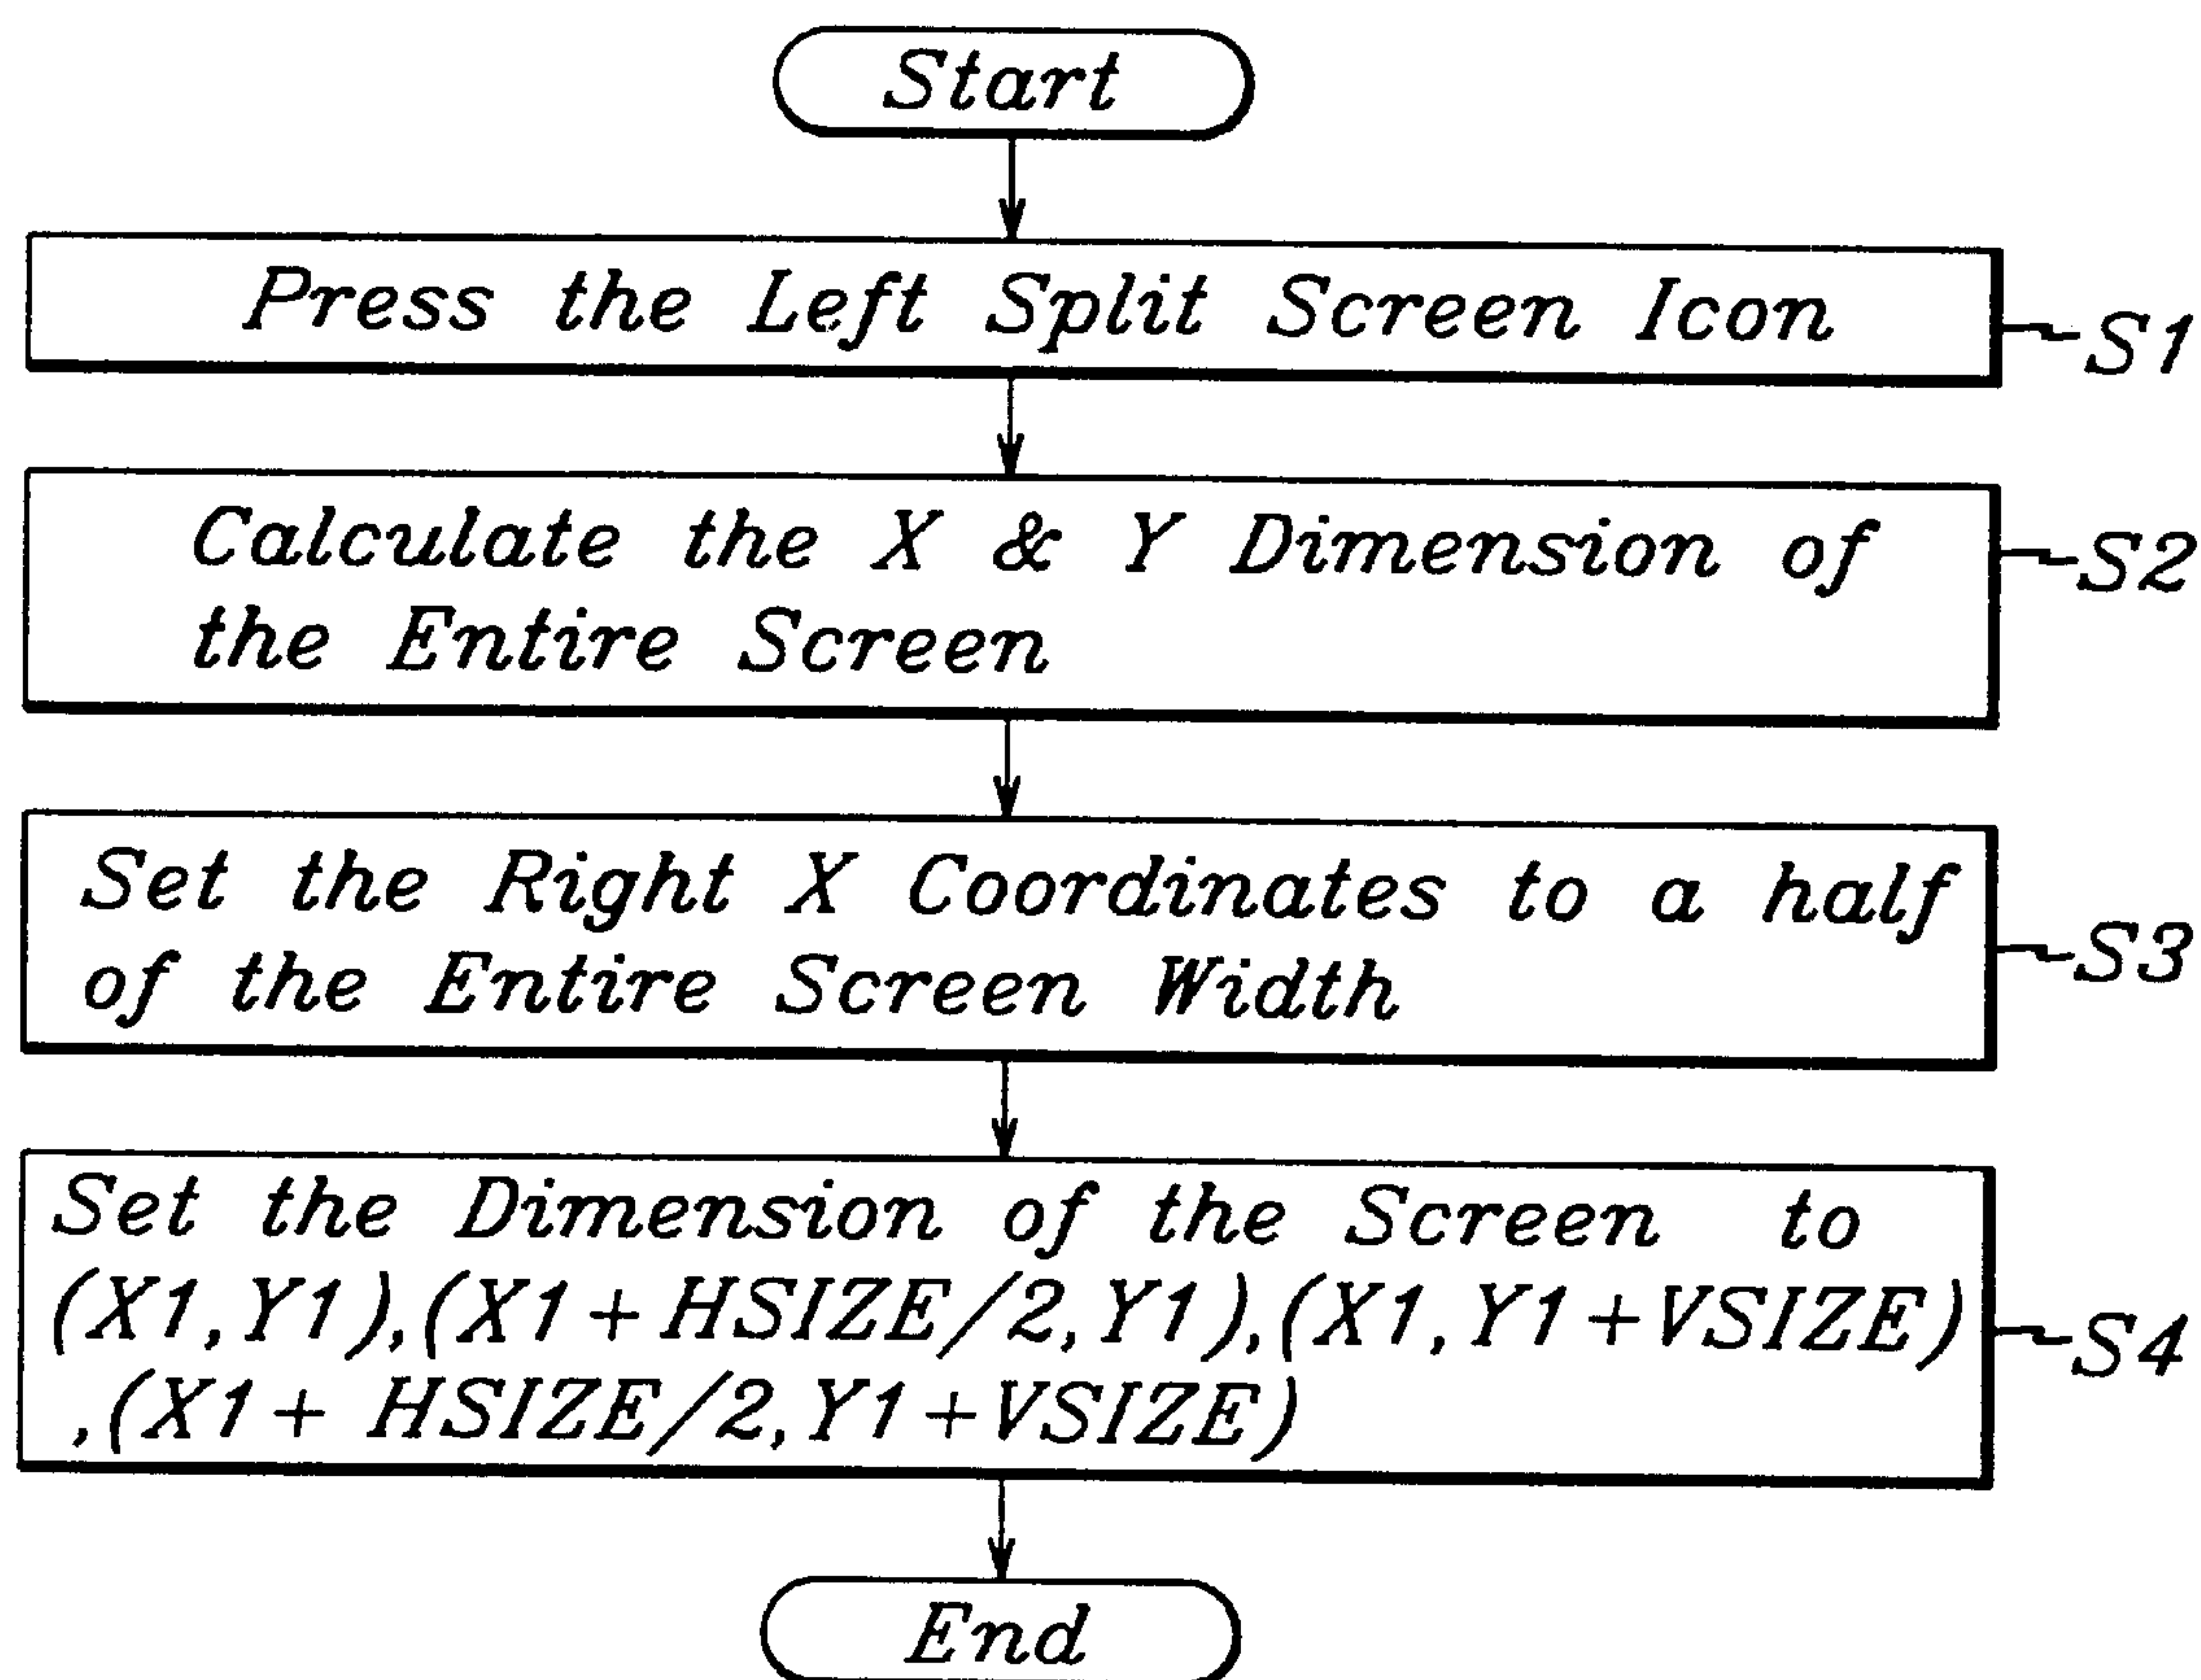 Start
Press the Left Split Screen Icon
S1
Calculate the X & Y Dimension of
the Entire Screen
S2
Set the Right X Coordinates to a half
of the Entire Screen Width
S3
Set the Dimension of the Screen to
(X1,Y1),(X1+HSIZE/2,Y1),(X1,Y1+VSIZE)
,(X1+ HSIZE/2,Y1+VSIZE)
S4
End